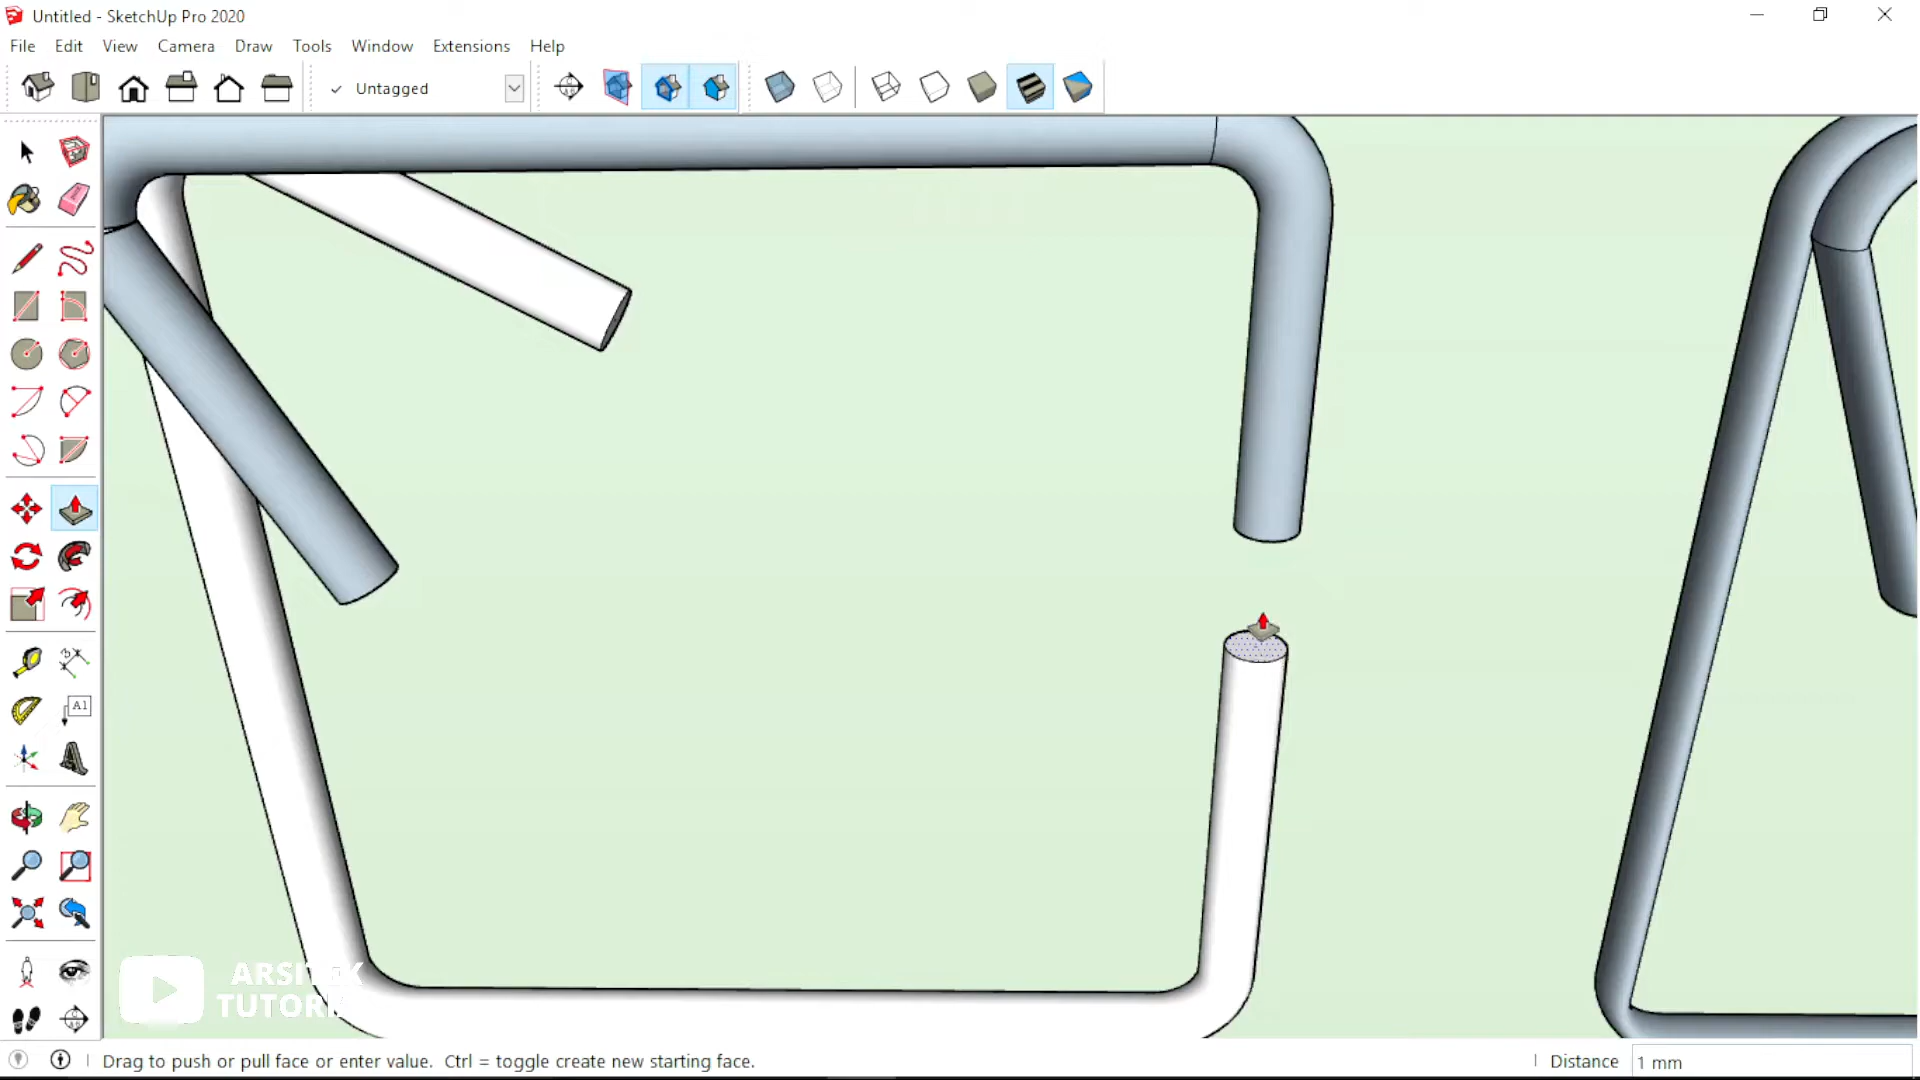 Untitled - SketchUp Pro 2020
File Edit View Camera Draw Tools Window Extensions Help
✓ Untagged
A1
Drag to push or pull face or enter value. Ctrl = toggle create new starting face.
Distance 1 mm